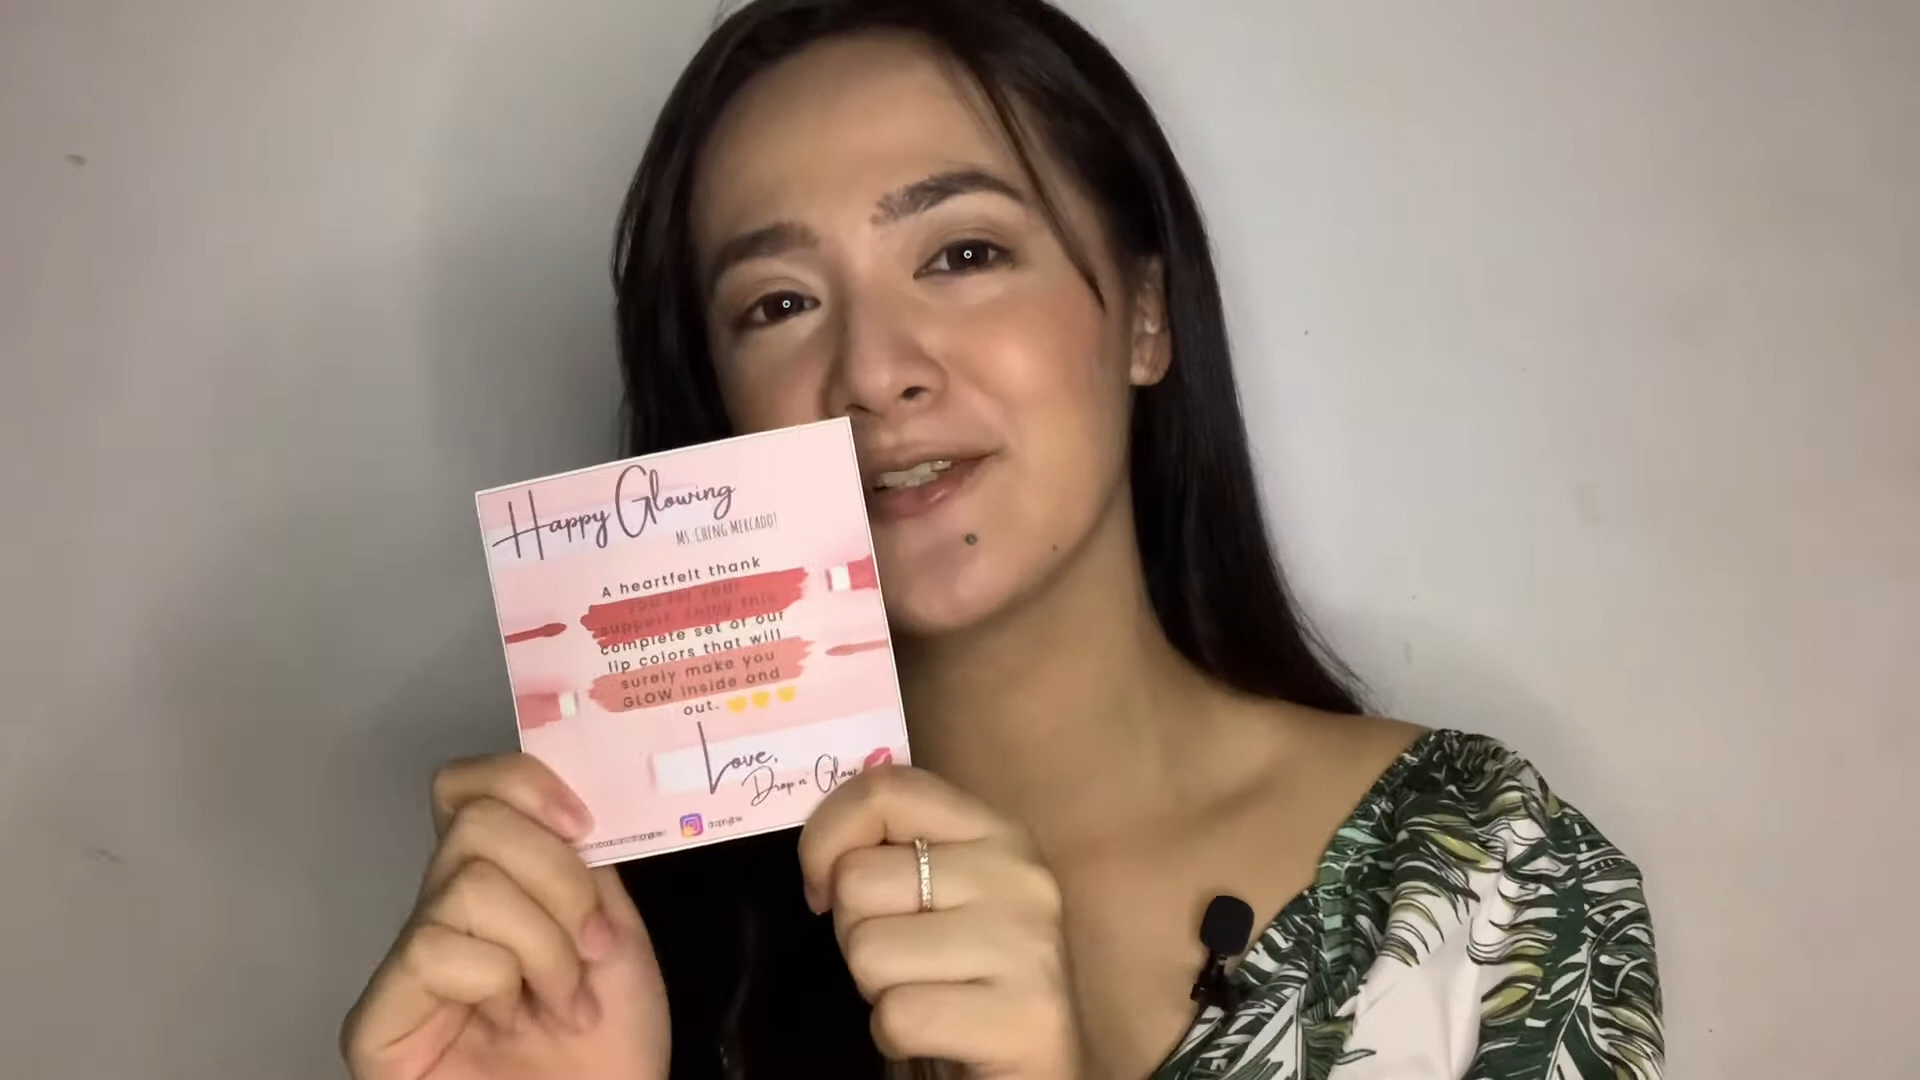 Happy Glowing
MS. CHENG MERCADO!
A heartfelt thank
you for your
support. Enjoy this
complete set of our
lip colors that will
surely make you
GLOW inside and
out. 💛💛💛
Love,
Drop n' Glow